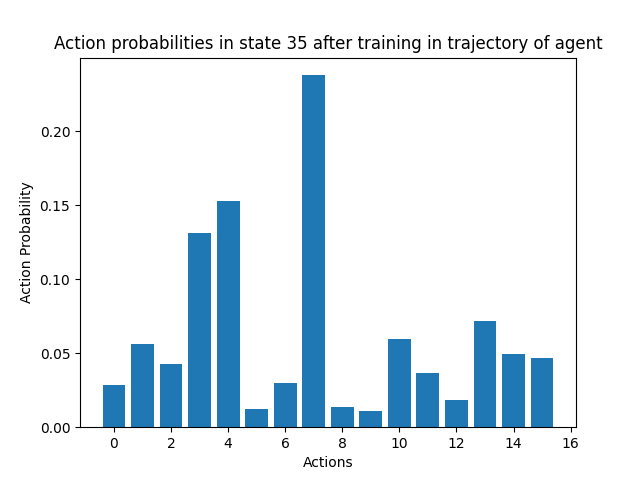 Action probabilities in state 35 after training in trajectory of agent
0.20
0.15
0.10
0.05
0.00
Action Probability
0 2 4 6 8 10 12 14 16
Actions